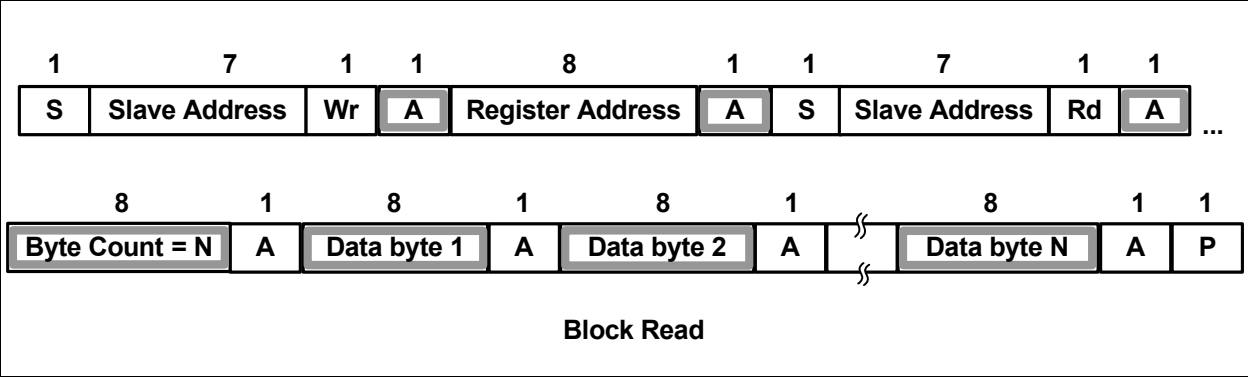 1 7 1 1 8 1 1 7 1 1
S Slave Address Wr A Register Address A S Slave Address Rd A ...
8 1 8 1 8 1 8 1 1
Byte Count = N A Data byte 1 A Data byte 2 A Data byte N A P
Block Read